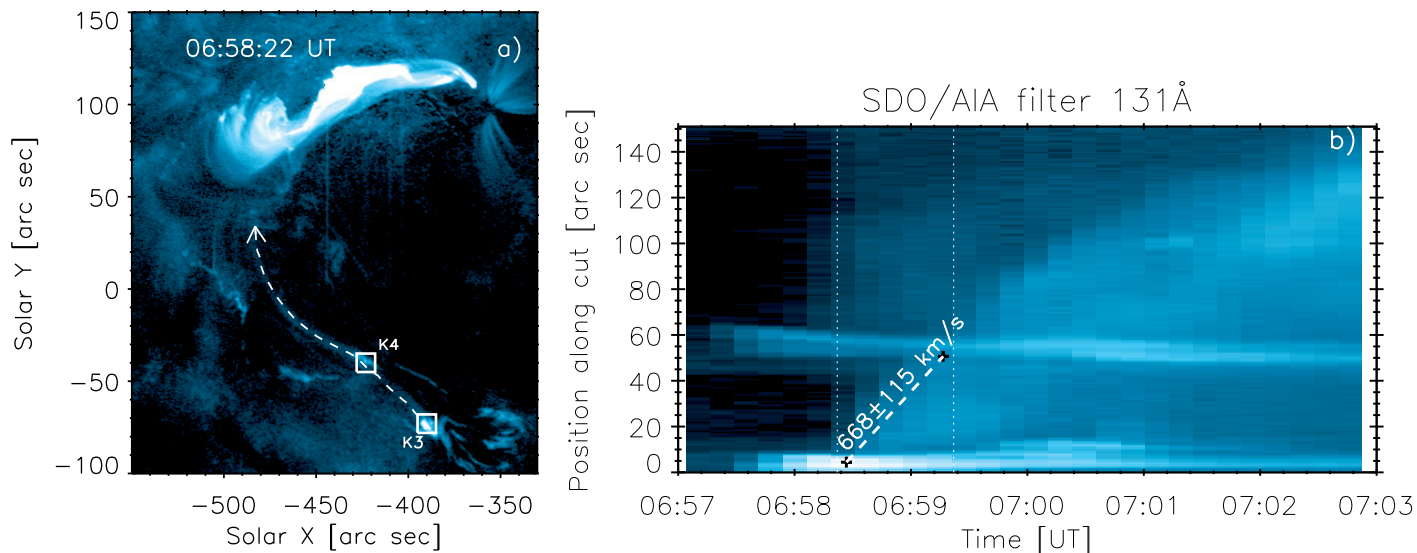 06:58:22 UT
a)
150
100
50
0
−50
−100
Solar Y [arc sec]
K4
K3
−500
−450
−400
−350
Solar X [arc sec]
SDO/AIA filter 131Å
b)
140
120
100
80
60
40
20
0
Position along cut [arc sec]
668±115 km/s
06:57
06:58
06:59
07:00
07:01
07:02
07:03
Time [UT]